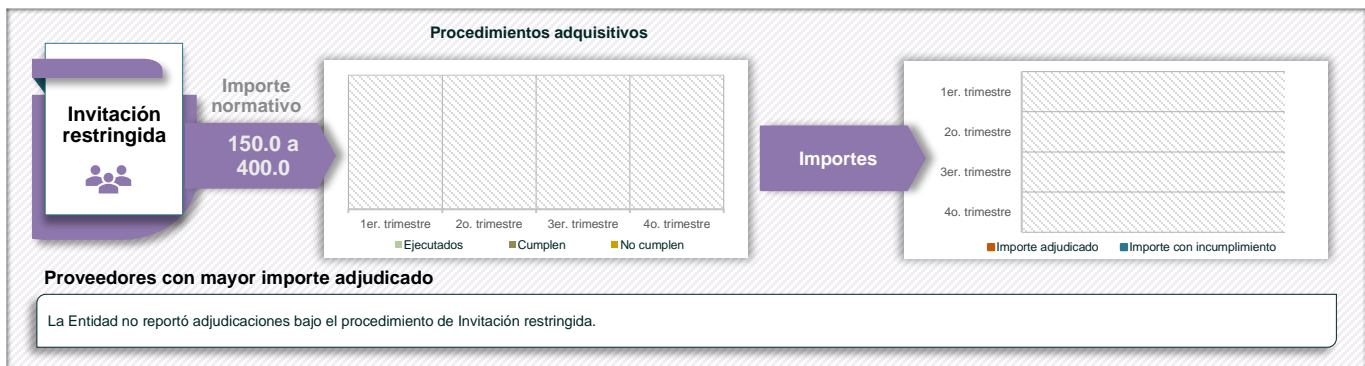 Procedimientos adquisitivos
Invitación
restringida
Importe
normativo
150.0 a
400.0
1er. trimestre 2o. trimestre 3er. trimestre 4o. trimestre
Ejecutados Cumplen No cumplen
Importes
1er. trimestre
2o. trimestre
3er. trimestre
4o. trimestre
Importe adjudicado Importe con incumplimiento
Proveedores con mayor importe adjudicado
La Entidad no reportó adjudicaciones bajo el procedimiento de Invitación restringida.